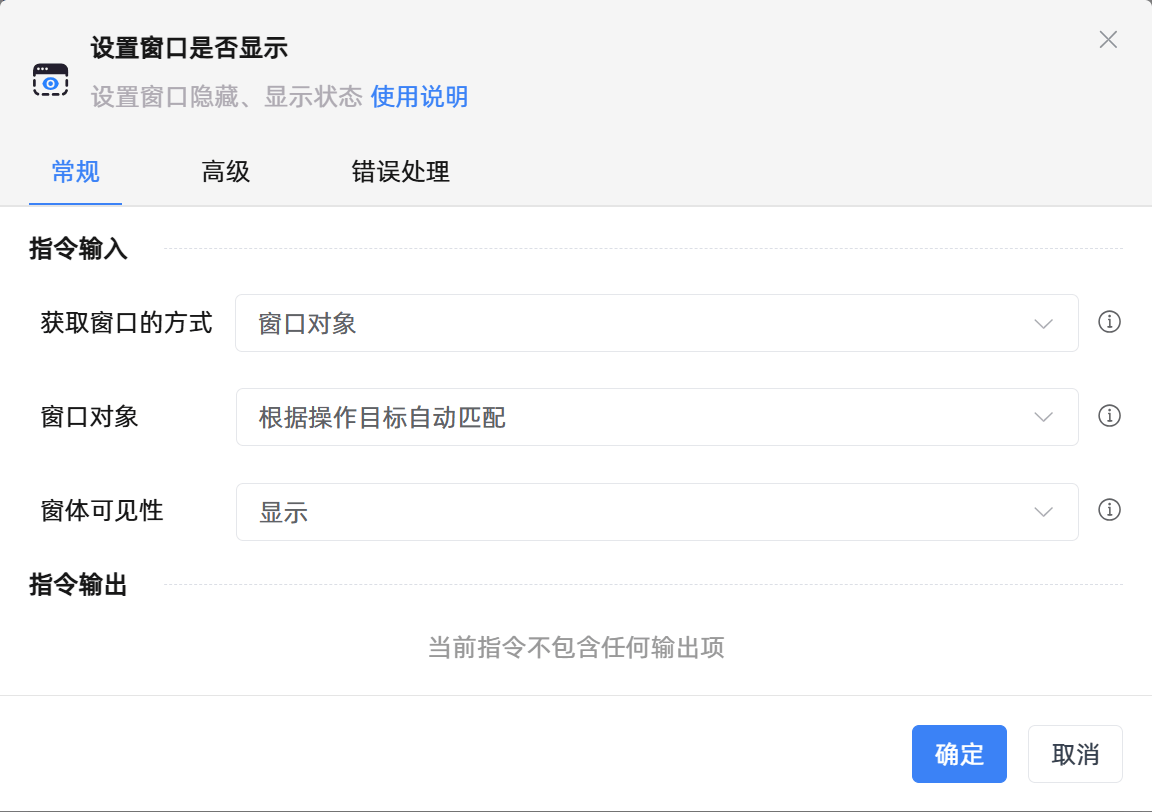 设置窗口是否显示
设置窗口隐藏、显示状态 使用说明
常规 高级 错误处理
指令输入
获取窗口的方式 窗口对象
窗口对象 根据操作目标自动匹配
窗体可见性 显示
指令输出
当前指令不包含任何输出项
确定 取消